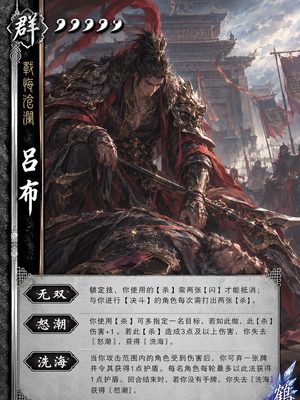 群
戟悔沧澜
吕布
无双
锁定技，你使用的【杀】需两张【闪】才能抵消；
与你进行【决斗】的角色每次需打出两张【杀】。
怒潮
你使用【杀】可多指定一名目标，若如此做，此【杀】
伤害+1。若此【杀】造成3点及以上伤害，你失去
〖怒潮〗，获得〖洗海〗。
洗海
当你攻击范围内的角色受到伤害后，你可弃一张牌
并令其获得1点护盾。每名角色每轮最多以此法获得
1点护盾。回合结束时，若你没有手牌，你失去〖洗
海〗，获得〖怒潮〗。
鹤